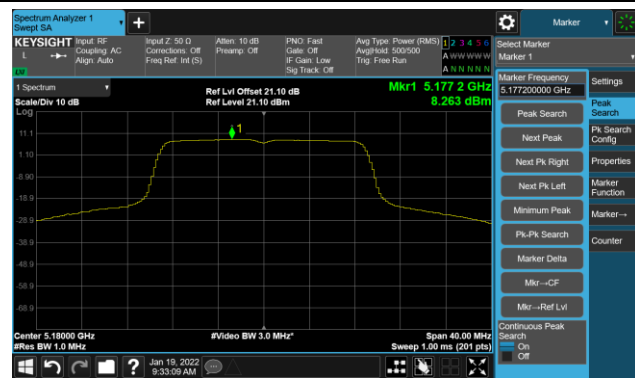 Spectrum Analyzer 1
Swept SA
Marker
KEYSIGHT
L
Input: RF
Coupling: AC
Align: Auto
Input Z: 50 Ω
Corrections: Off
Freq Ref: Int (S)
Atten: 10 dB
Preamp: Off
PNO: Fast
Gate: Off
IF Gain: Low
Sig Track: Off
Avg Type: Power (RMS)
Avg|Hold: 500/500
Trig: Free Run
1 2 3 4 5 6
A W W W W W
A N N N N N
Select Marker
Marker 1
1 Spectrum
Scale/Div 10 dB
Ref Lvl Offset 21.10 dB
Ref Level 21.10 dBm
Mkr1 5.177 2 GHz
8.263 dBm
Log
11.1
1.10
-8.90
-18.9
-28.9
-38.9
-48.9
-58.9
-68.9
1
Center 5.18000 GHz
#Res BW 1.0 MHz
#Video BW 3.0 MHz*
Span 40.00 MHz
Sweep 1.00 ms (201 pts)
Marker Frequency
5.177200000 GHz
Peak Search
Next Peak
Next Pk Right
Next Pk Left
Minimum Peak
Pk-Pk Search
Marker Delta
Mkr→CF
Mkr→Ref Lvl
Continuous Peak
Search
On
Off
Settings
Peak
Search
Pk Search
Config
Properties
Marker
Function
Marker→
Counter
?
Jan 19, 2022
9:33:09 AM